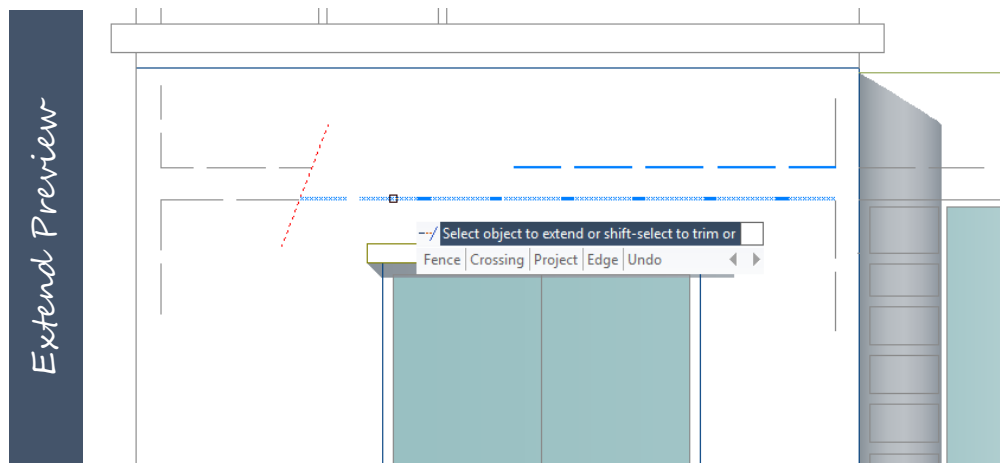 Extend Preview
Select object to extend or shift-select to trim or
Fence Crossing Project Edge Undo